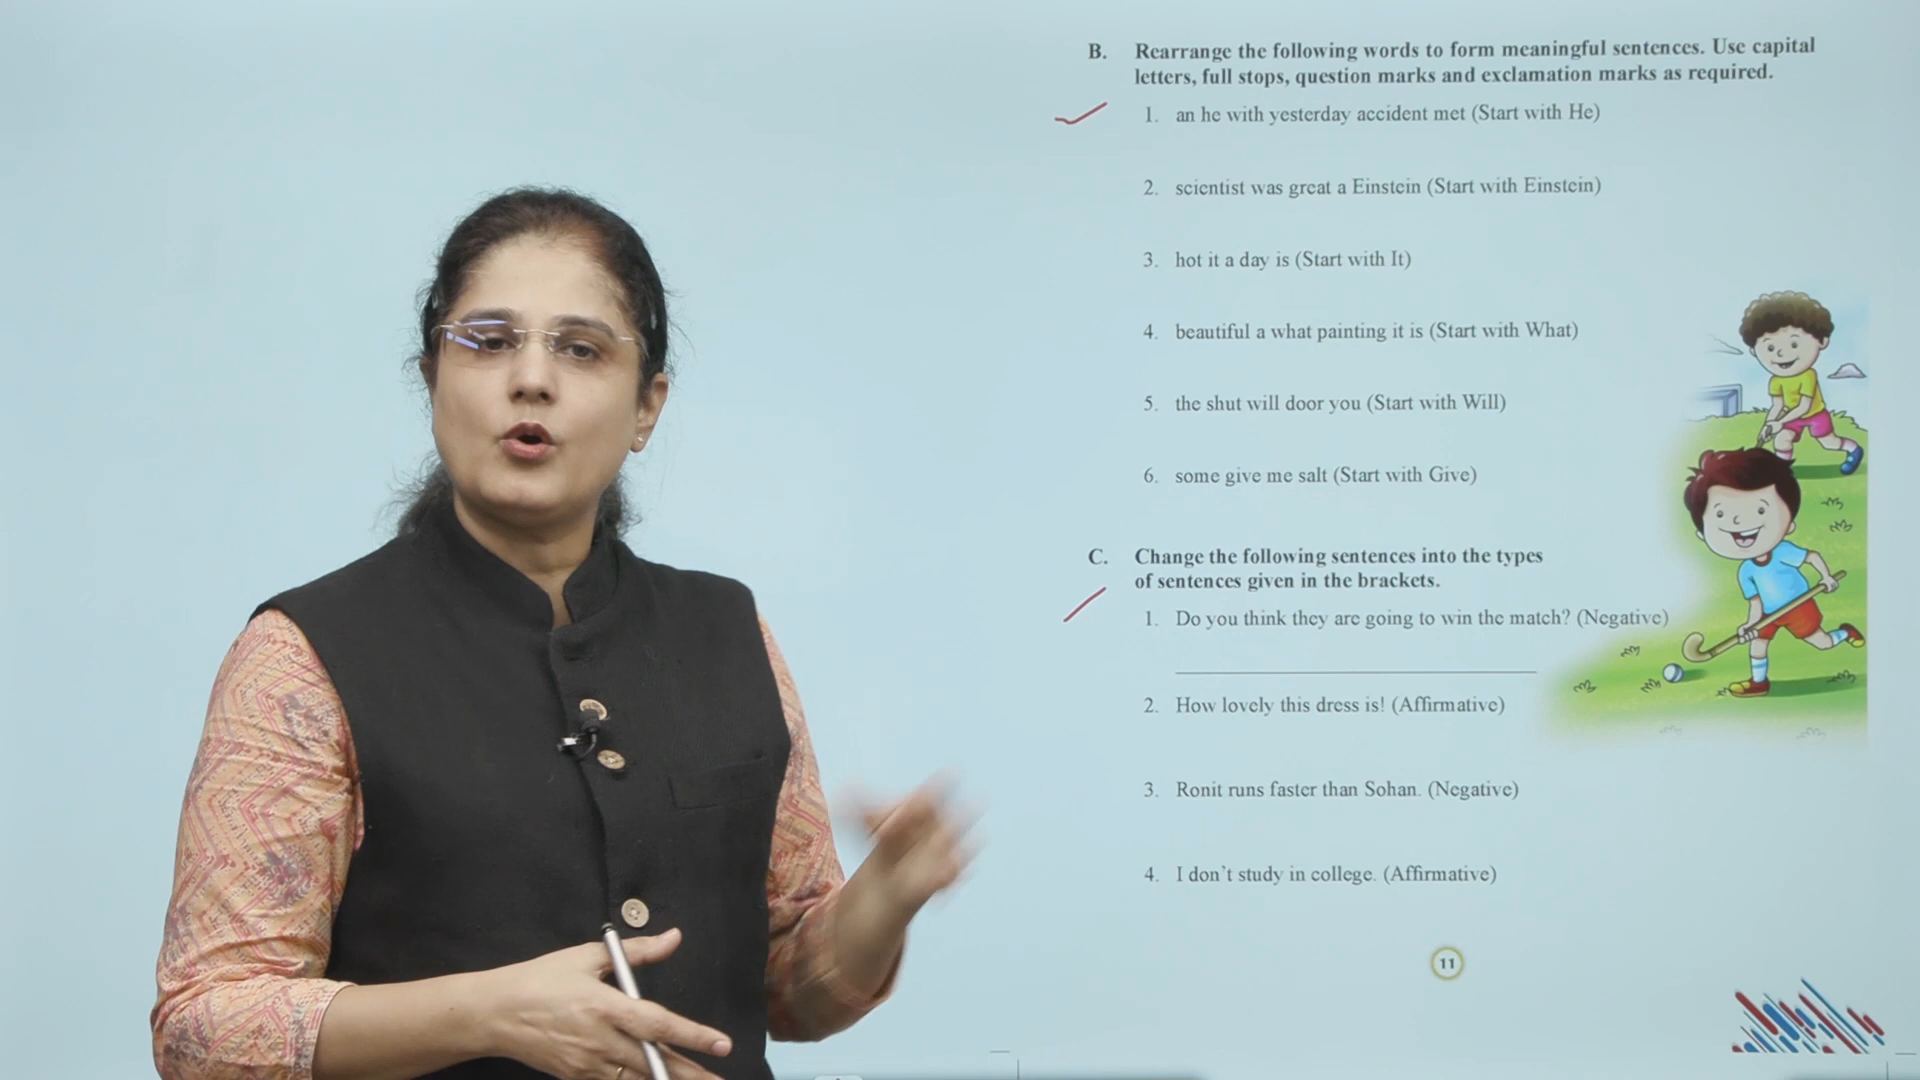 B. Rearrange the following words to form meaningful sentences. Use capital
letters, full stops, question marks and exclamation marks as required.
1. an he with yesterday accident met (Start with He)
2. scientist was great a Einstein (Start with Einstein)
3. hot it a day is (Start with It)
4. beautiful a what painting it is (Start with What)
5. the shut will door you (Start with Will)
6. some give me salt (Start with Give)
C. Change the following sentences into the types
of sentences given in the brackets.
1. Do you think they are going to win the match? (Negative)
2. How lovely this dress is! (Affirmative)
3. Ronit runs faster than Sohan. (Negative)
4. I don’t study in college. (Affirmative)
11